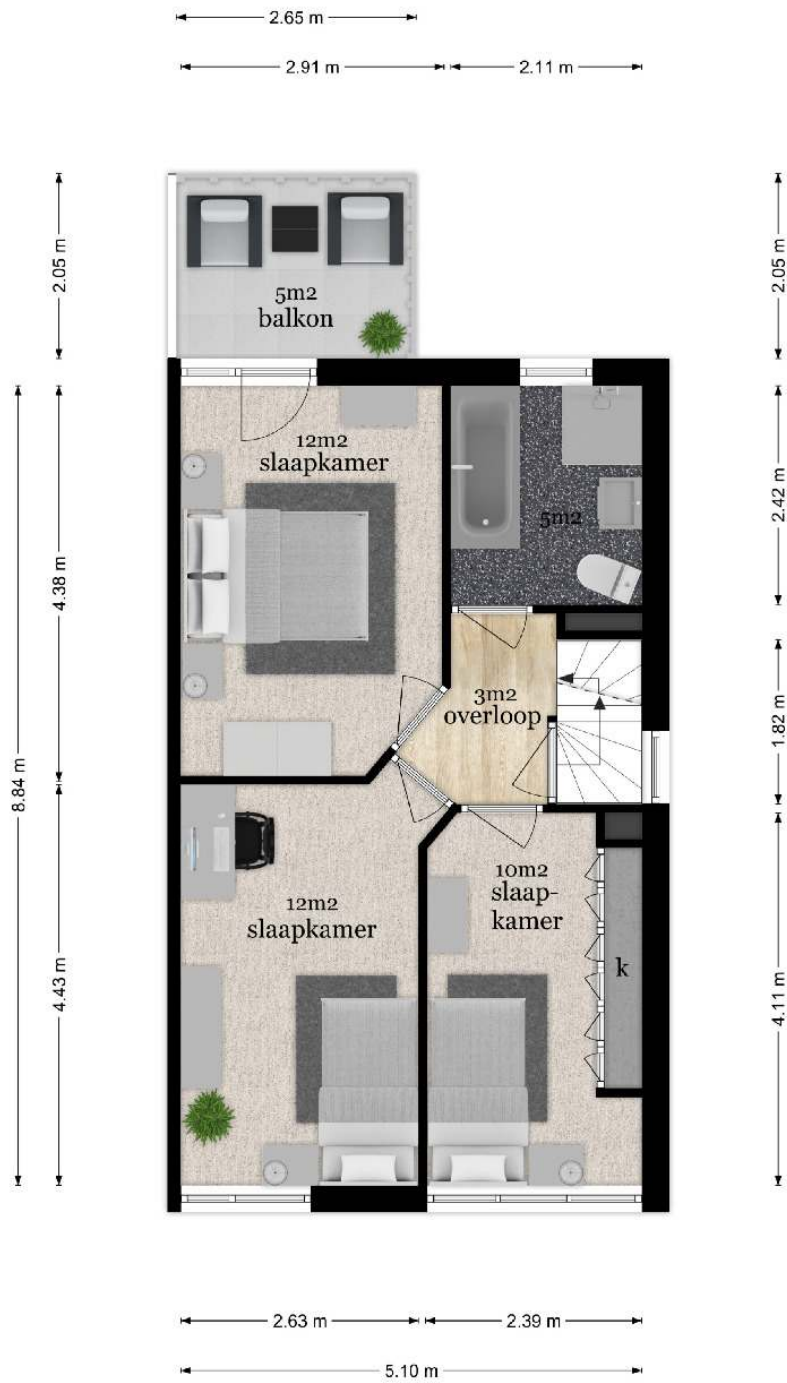 2.65 m
2.91 m
2.11 m
2.05 m
2.05 m
5m2
balkon
12m2
slaapkamer
2.42 m
5m2
4.38 m
3m2
overloop
1.82 m
8.84 m
10m2
slaap-
kamer
12m2
slaapkamer
k
4.43 m
4.11 m
2.63 m
2.39 m
5.10 m